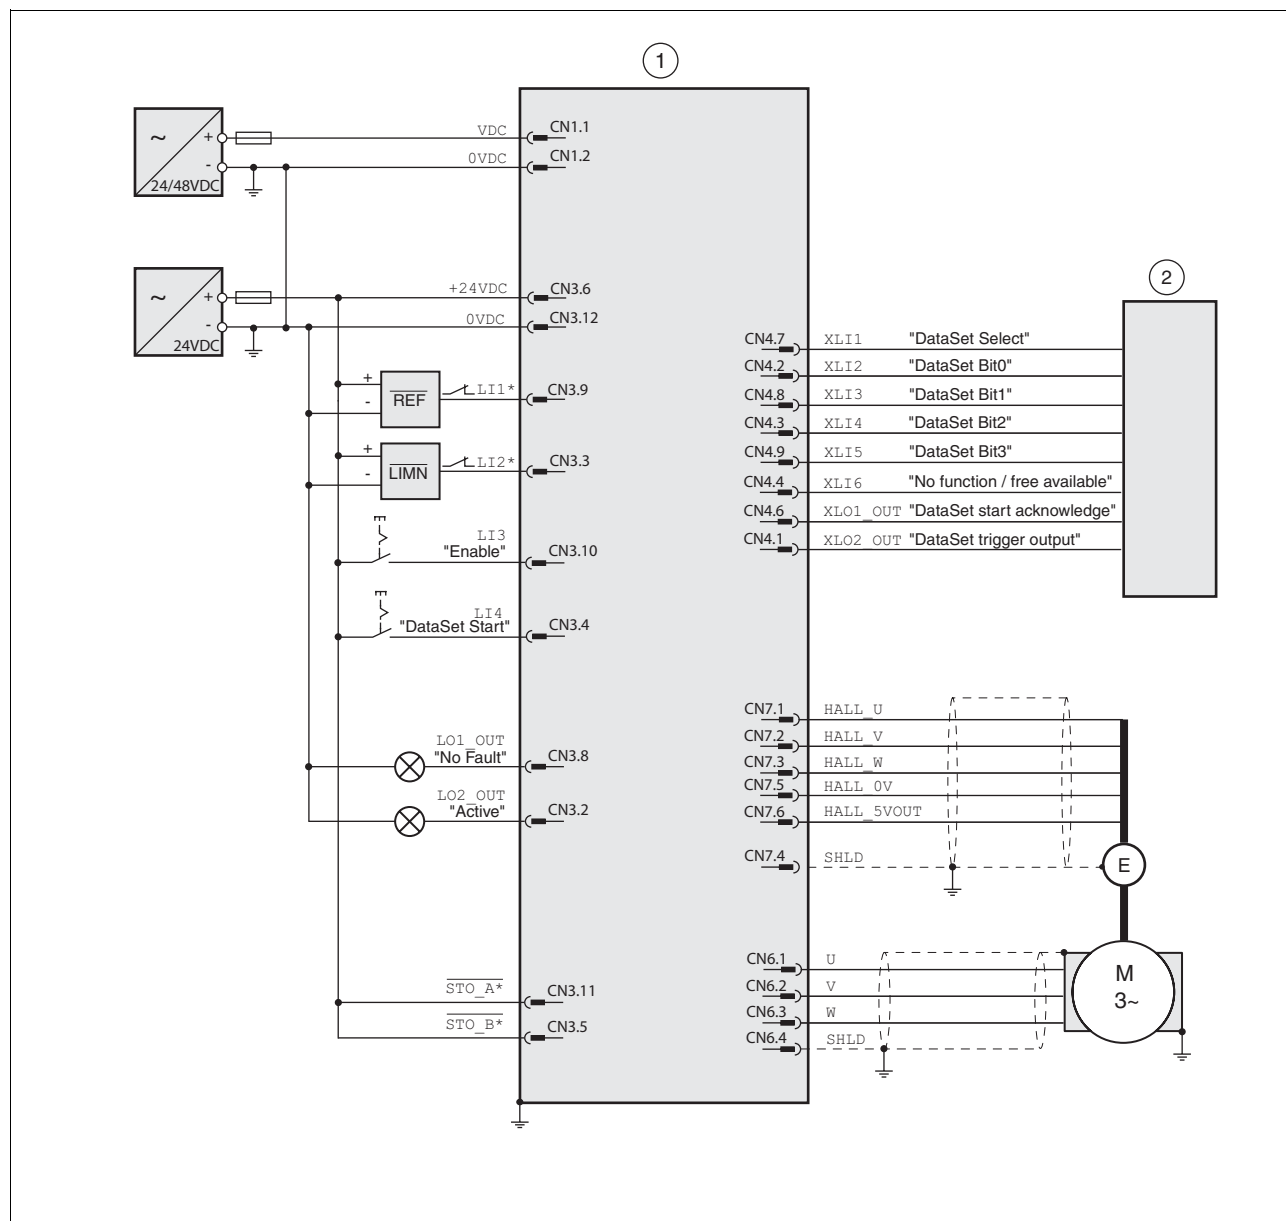 1
~
+
-
24/48VDC
VDC
CN1.1
0VDC
CN1.2
~
+
-
24VDC
+24VDC
CN3.6
0VDC
CN3.12
+
-
REF
LI1*
CN3.9
+
-
LIMN
LI2*
CN3.3
LI3
"Enable"
CN3.10
LI4
"DataSet Start"
CN3.4
LO1_OUT
"No Fault"
CN3.8
LO2_OUT
"Active"
CN3.2
STO_A*
CN3.11
STO_B*
CN3.5
2
CN4.7 XLI1 "DataSet Select"
CN4.2 XLI2 "DataSet Bit0"
CN4.8 XLI3 "DataSet Bit1"
CN4.3 XLI4 "DataSet Bit2"
CN4.9 XLI5 "DataSet Bit3"
CN4.4 XLI6 "No function / free available"
CN4.6 XLO1_OUT "DataSet start acknowledge"
CN4.1 XLO2_OUT "DataSet trigger output"
CN7.1 HALL_U
CN7.2 HALL_V
CN7.3 HALL_W
CN7.5 HALL_0V
CN7.6 HALL_5VOUT
CN7.4 SHLD
E
CN6.1 U
CN6.2 V
CN6.3 W
CN6.4 SHLD
M
3~